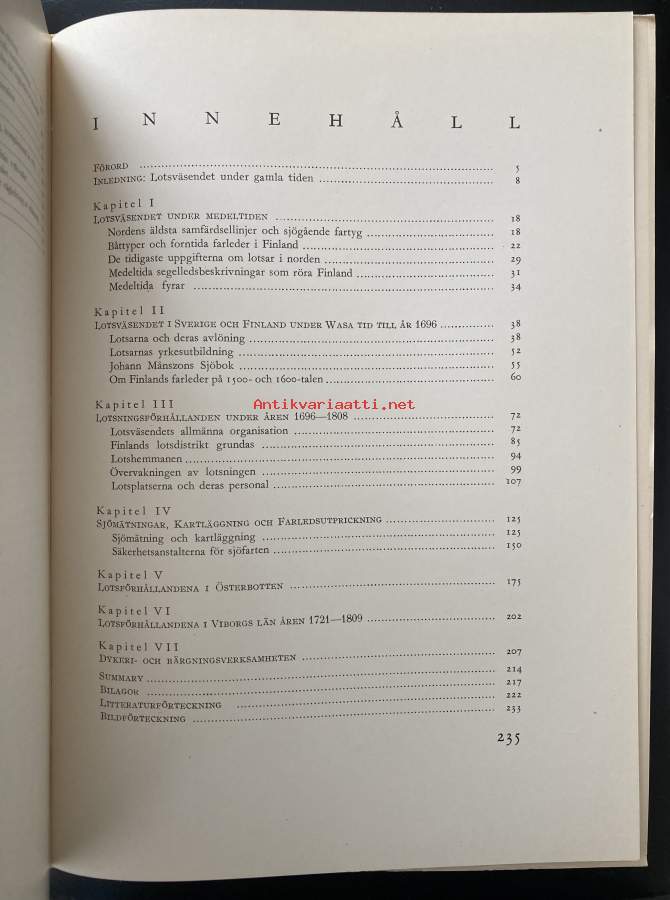 INNEHÅLL
Förord 5
Inledning: Lotsväsendet under gamla tiden 8
Kapitel I
Lotsväsendet under medeltiden 18
Nordens äldsta samfärdsellinjer och sjögående fartyg 18
Båttyper och forntida farleder i Finland 22
De tidigaste uppgifterna om lotsar i norden 29
Medeltida segelledsbeskrivningar som röra Finland 31
Medeltida fyrar 34
Kapitel II
Lotsväsendet i Sverige och Finland under Wasa tid till år 1696 38
Lotsarna och deras avlöning 38
Lotsarnas yrkesutbildning 52
Johann Månszons Sjöbok 55
Om Finlands farleder på 1500- och 1600-talen 60
Kapitel III
Antikvariaatti.net
Lotsningsförhållanden under åren 1696—1808 72
Lotsväsendets allmänna organisation 72
Finlands lotsdistrikt grundas 85
Lotshemmanen 94
Övervakningen av lotsningen 99
Lotsplatserna och deras personal 107
Kapitel IV
Sjömätningar, Kartläggning och Farledsutprickning 125
Sjömätning och kartläggning 125
Säkerhetsanstalterna för sjöfarten 150
Kapitel V
Lotsförhållandena i Österbotten 175
Kapitel VI
Lotsförhållandena i Viborgs län åren 1721—1809 202
Kapitel VII
Dykeri- och bärgningsverksamheten 207
Summary 214
Bilagor 217
Litteraturförteckning 222
Bildförteckning 233
235